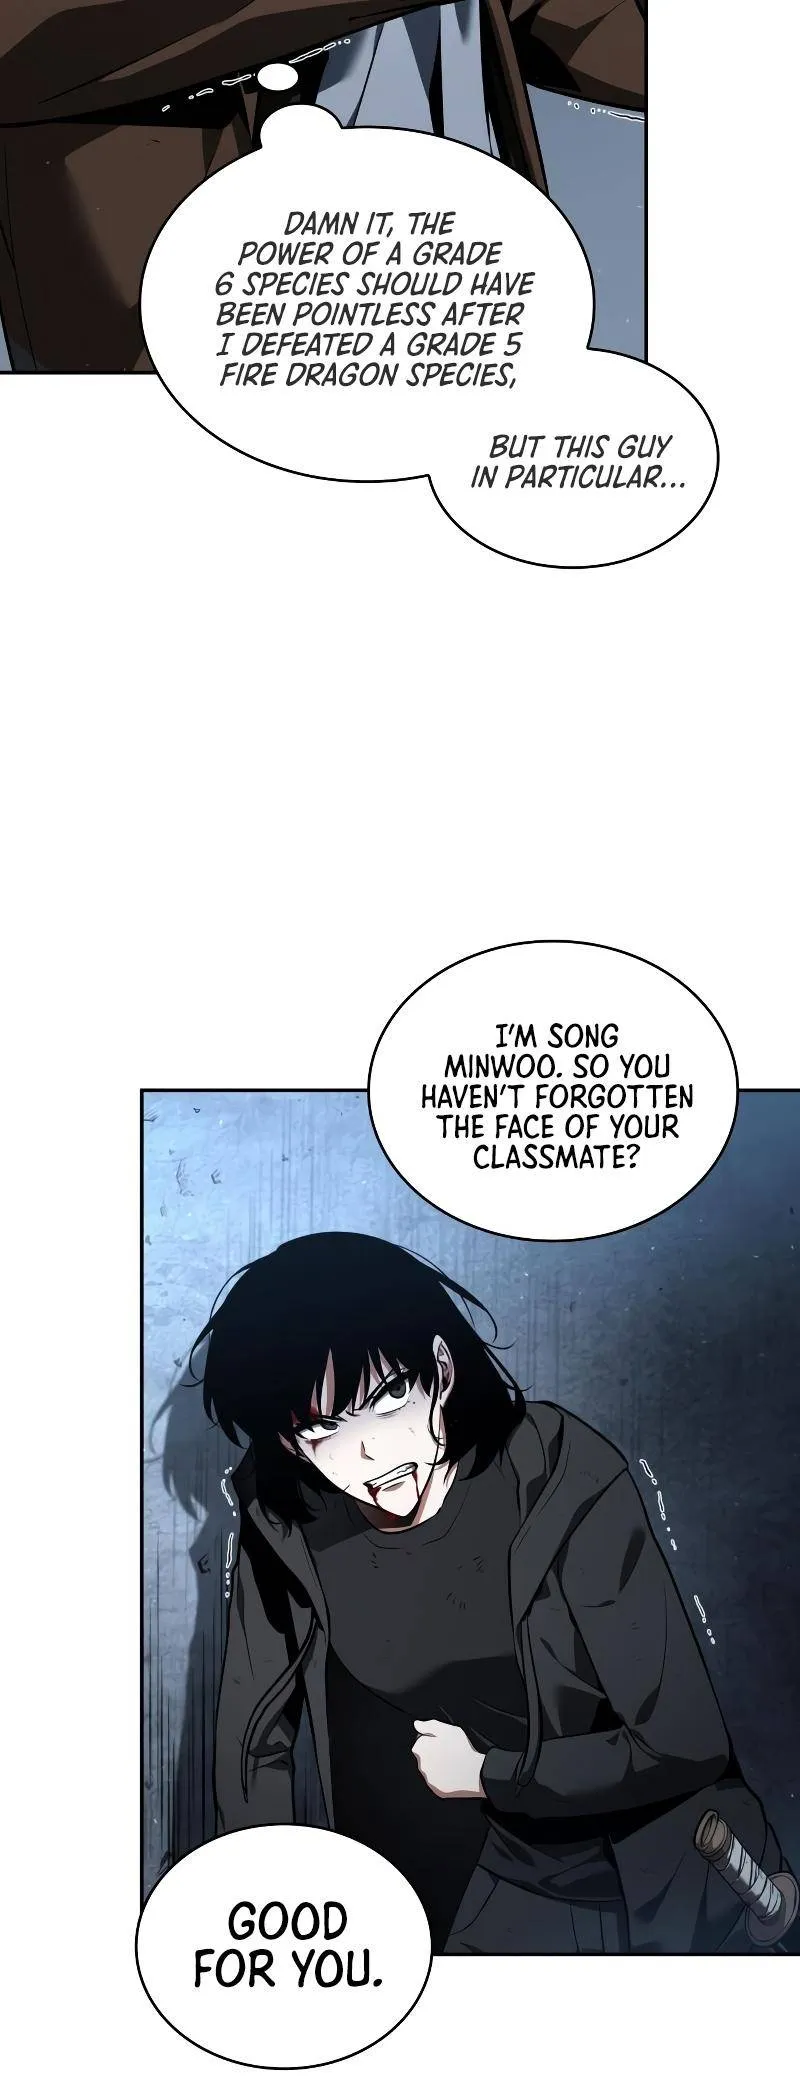 DAMN IT, THE
POWER OF A GRADE
6 SPECIES SHOULD HAVE
BEEN POINTLESS AFTER
I DEFEATED A GRADE 5
FIRE DRAGON SPECIES,
BUT THIS GUY
IN PARTICULAR...
I'M SONG
MINWOO. SO YOU
HAVEN'T FORGOTTEN
THE FACE OF YOUR
CLASSMATE?
GOOD
FOR YOU.